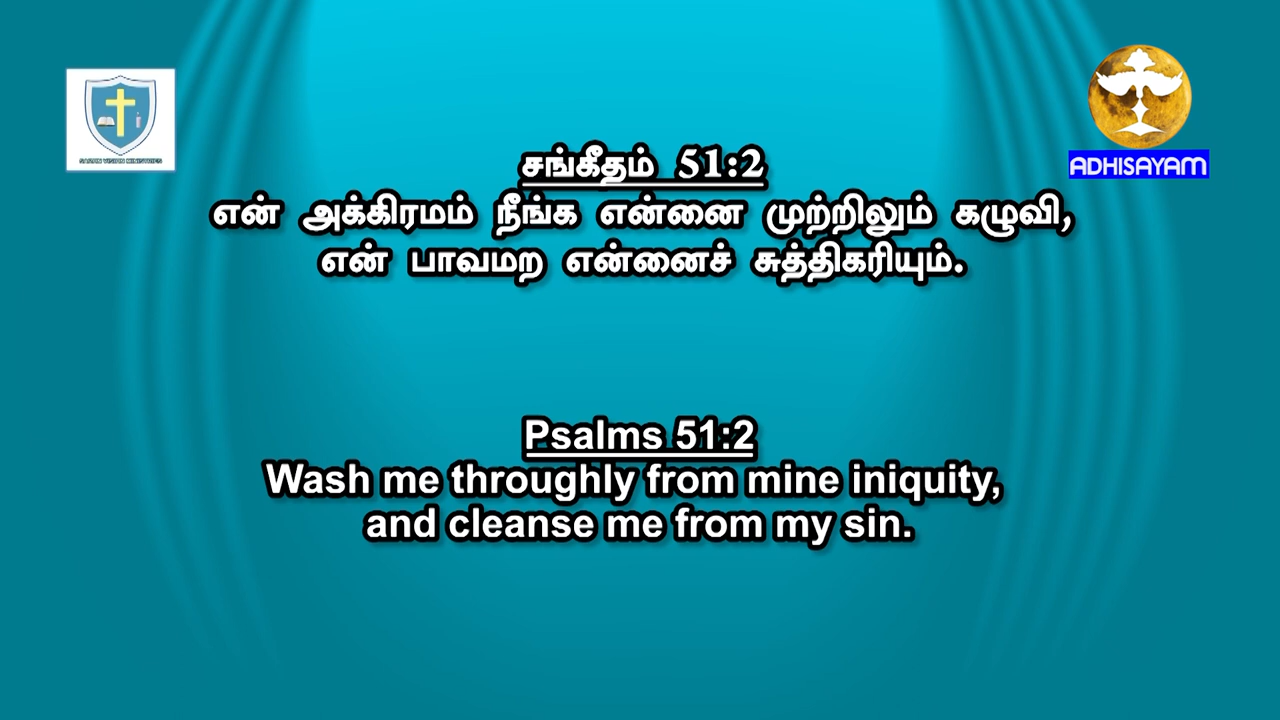 சங்கீதம் 51:2
என் அக்கிரமம் நீங்க என்னை முற்றிலும் கழுவி,
என் பாவமற என்னைச் சுத்திகரியும்.
ADHISAYAM
Psalms 51:2
Wash me throughly from mine iniquity,
and cleanse me from my sin.